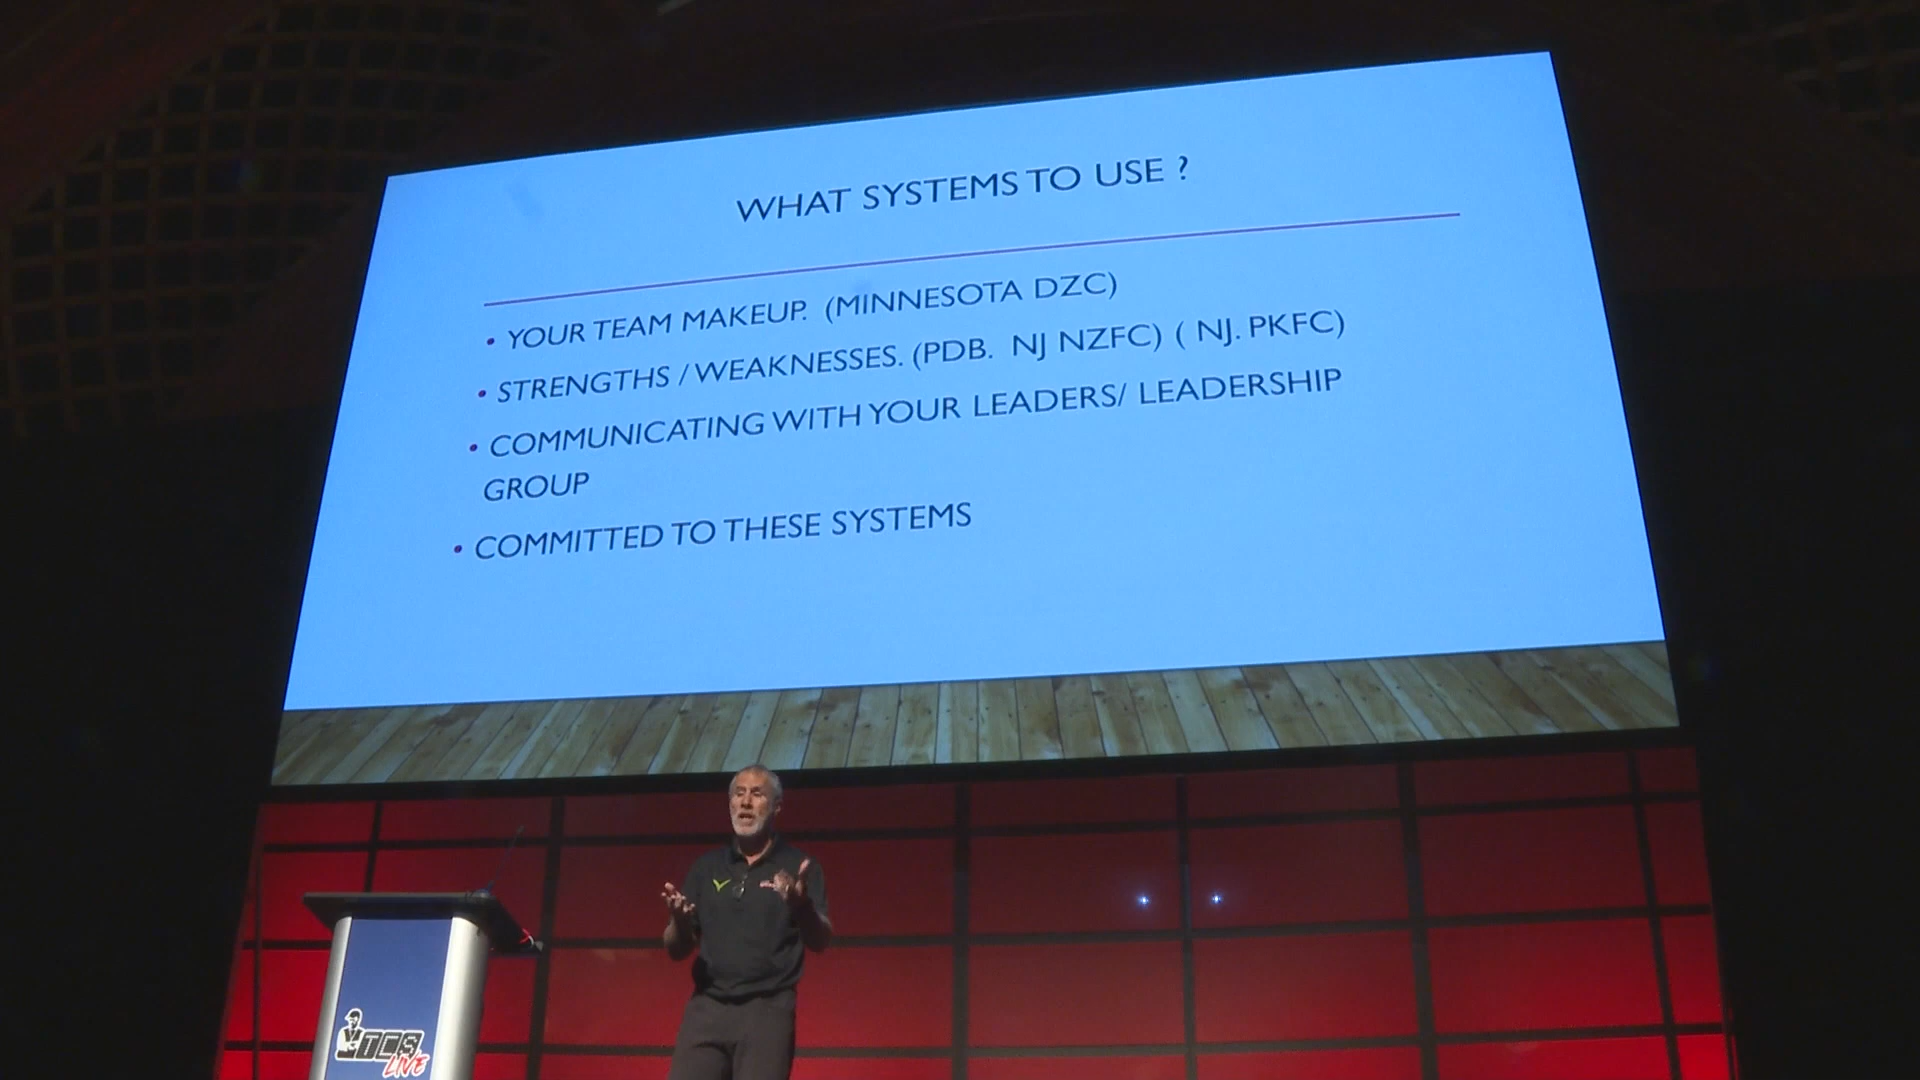 WHAT SYSTEMS TO USE ?
• YOUR TEAM MAKEUP. (MINNESOTA DZC)
• STRENGTHS / WEAKNESSES. (PDB. NJ NZFC) ( NJ. PKFC)
• COMMUNICATING WITH YOUR LEADERS/ LEADERSHIP
GROUP
• COMMITTED TO THESE SYSTEMS
TCS
LIVE